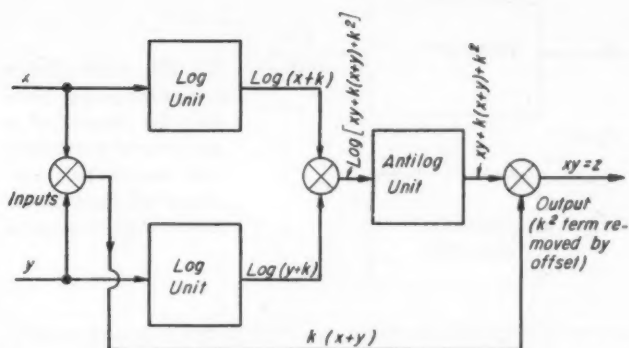 x
Log
Unit
Log (x+k)
Inputs
y
Log
Unit
Log (y+k)
Log [xy+k(x+y)+k²]
Antilog
Unit
xy+k(x+y)+k²
xy=z
Output
(k² term re-
moved by
offset)
k (x+y)